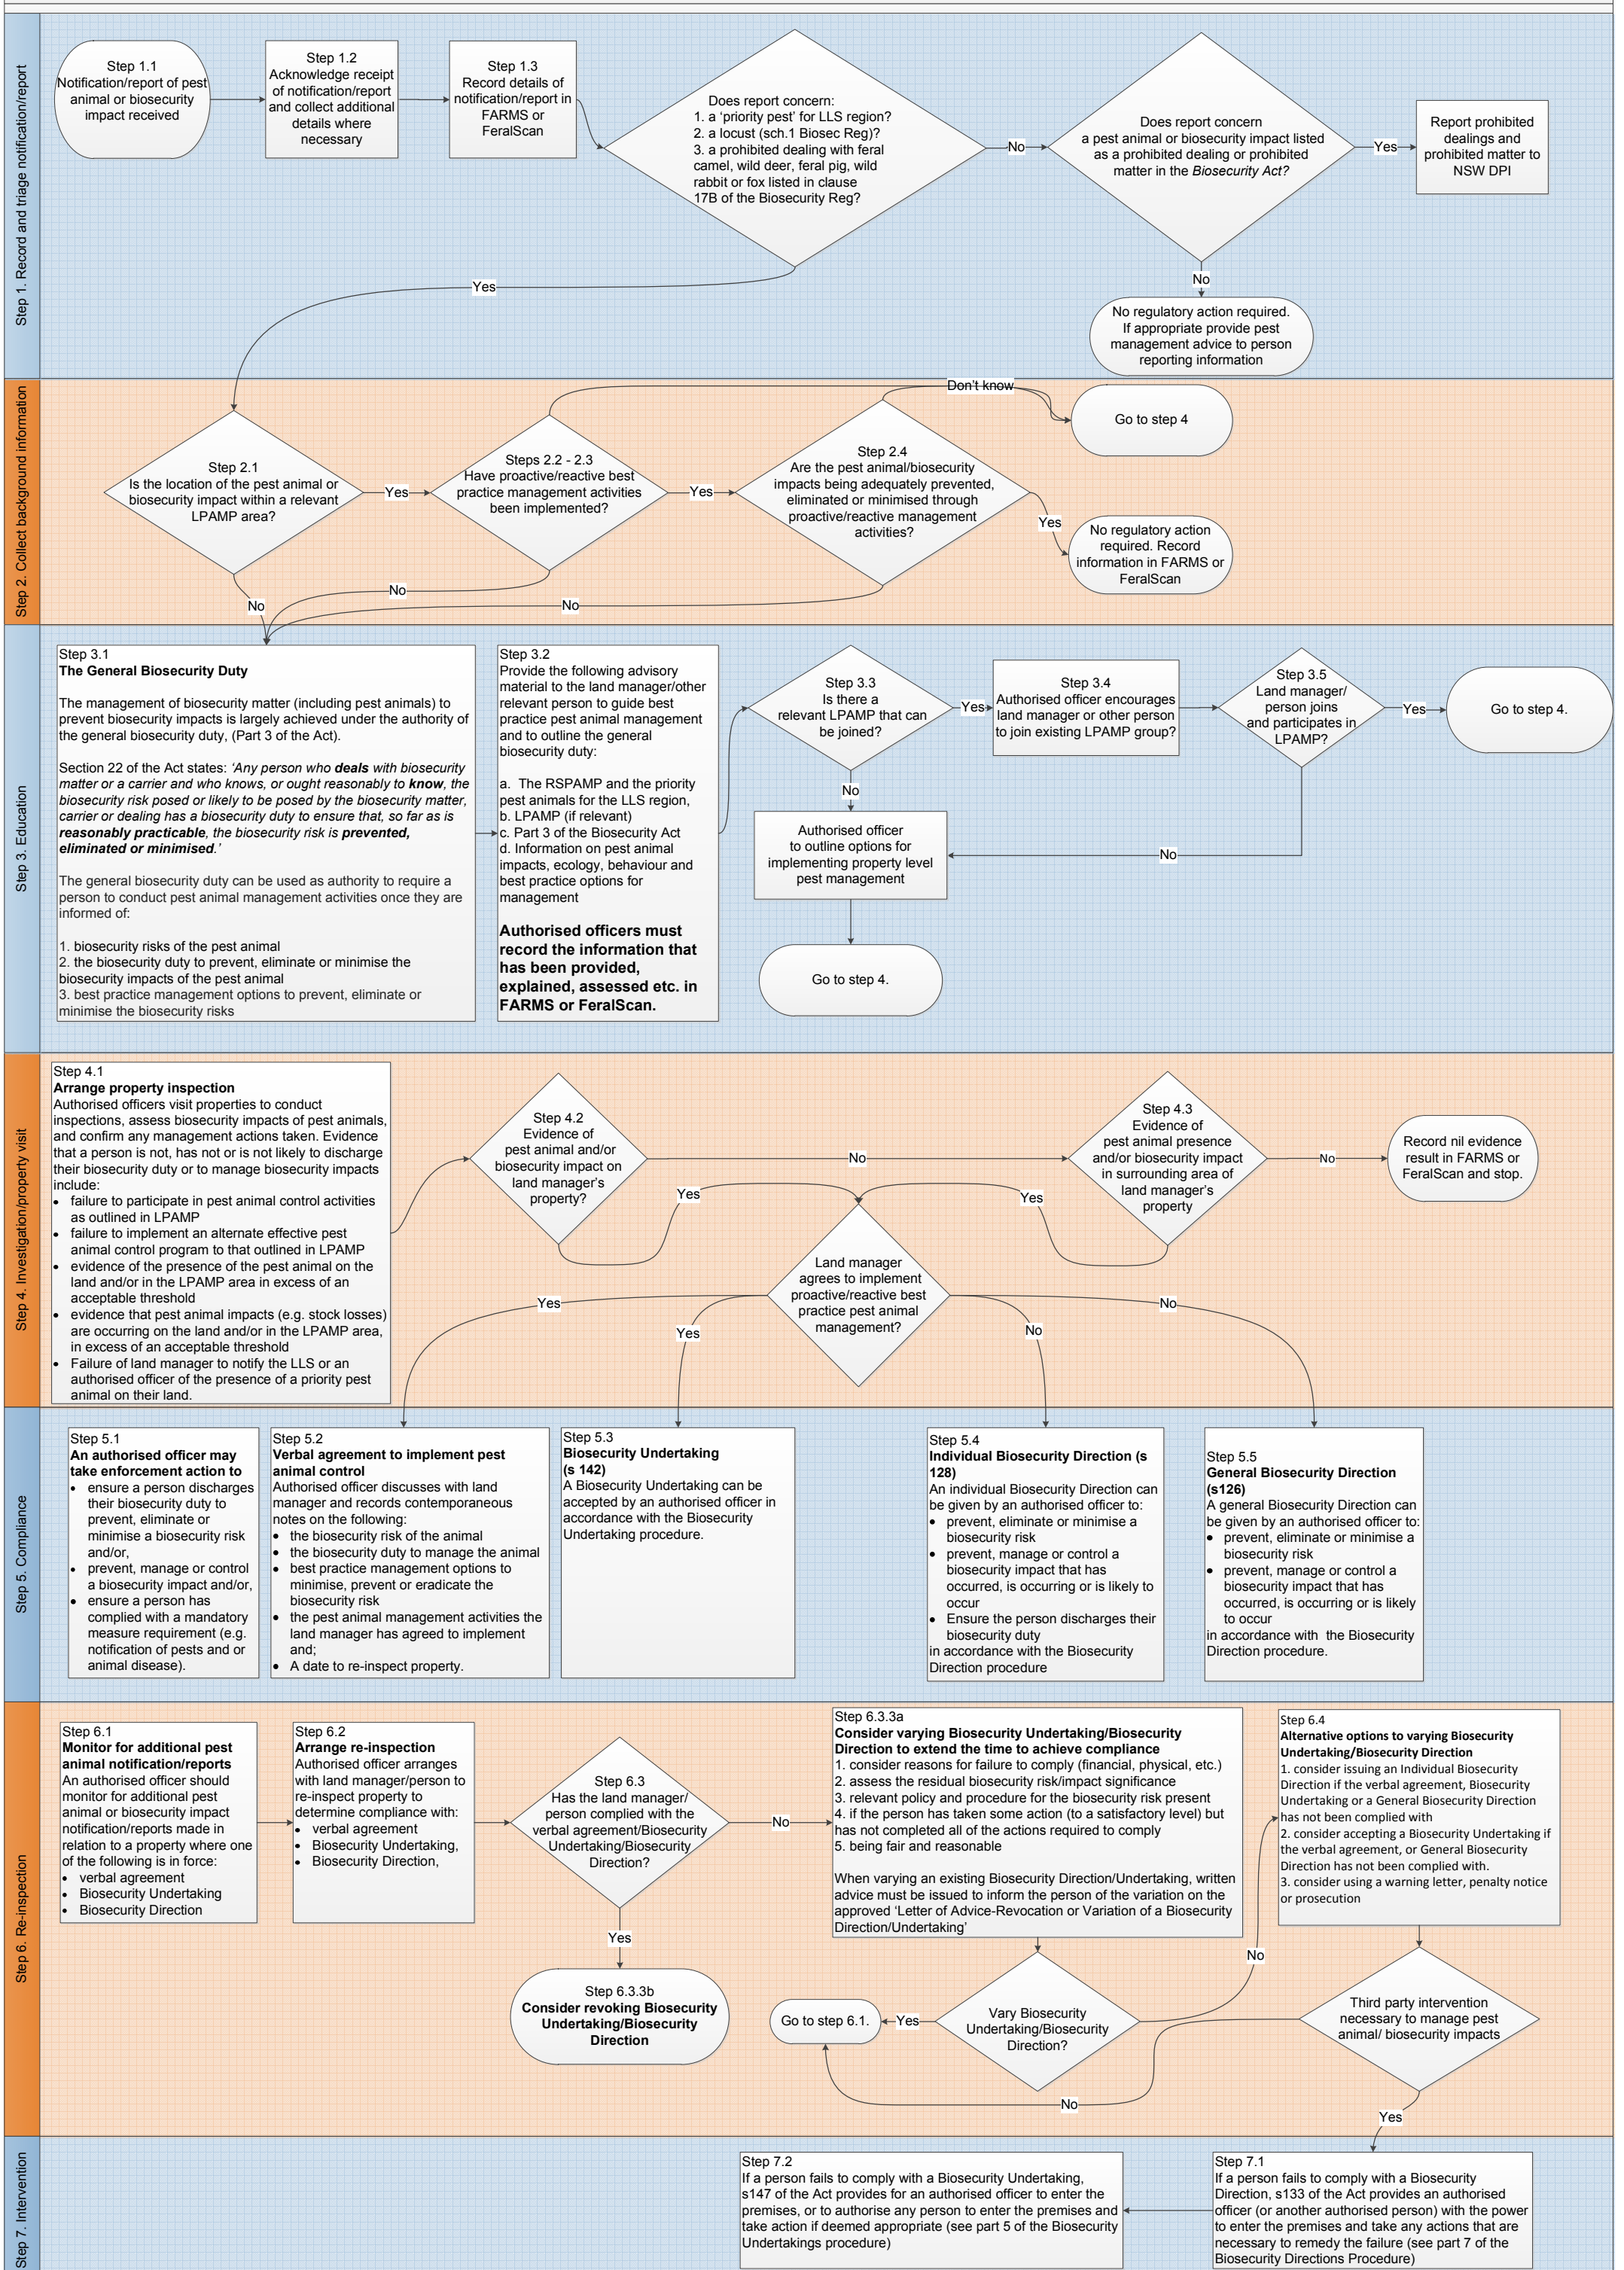 Step 1. Record and triage notification/report
Step 1.1
Notification/report of pest
animal or biosecurity
impact received
Step 1.2
Acknowledge receipt
of notification/report
and collect additional
details where
necessary
Step 1.3
Record details of
notification/report in
FARMS or
FeralScan
Does report concern:
1. a ‘priority pest’ for LLS region?
2. a locust (sch.1 Biosec Reg)?
3. a prohibited dealing with feral
camel, wild deer, feral pig, wild
rabbit or fox listed in clause
17B of the Biosecurity Reg?
No
Does report concern
a pest animal or biosecurity impact listed
as a prohibited dealing or prohibited
matter in the Biosecurity Act?
Yes
Report prohibited
dealings and
prohibited matter to
NSW DPI
Yes
No
No regulatory action required.
If appropriate provide pest
management advice to person
reporting information
Step 2. Collect background information
Don’t know
Go to step 4
Step 2.1
Is the location of the pest animal or
biosecurity impact within a relevant
LPAMP area?
Yes
Steps 2.2 - 2.3
Have proactive/reactive best
practice management activities
been implemented?
Yes
Step 2.4
Are the pest animal/biosecurity
impacts being adequately prevented,
eliminated or minimised through
proactive/reactive management
activities?
Yes
No regulatory action
required. Record
information in FARMS or
FeralScan
No
No
No
Step 3. Education
Step 3.1
The General Biosecurity Duty
The management of biosecurity matter (including pest animals) to
prevent biosecurity impacts is largely achieved under the authority of
the general biosecurity duty, (Part 3 of the Act).
Section 22 of the Act states: ‘Any person who deals with biosecurity
matter or a carrier and who knows, or ought reasonably to know, the
biosecurity risk posed or likely to be posed by the biosecurity matter,
carrier or dealing has a biosecurity duty to ensure that, so far as is
reasonably practicable, the biosecurity risk is prevented,
eliminated or minimised.’
The general biosecurity duty can be used as authority to require a
person to conduct pest animal management activities once they are
informed of:
1. biosecurity risks of the pest animal
2. the biosecurity duty to prevent, eliminate or minimise the
biosecurity impacts of the pest animal
3. best practice management options to prevent, eliminate or
minimise the biosecurity risks
Step 3.2
Provide the following advisory
material to the land manager/other
relevant person to guide best
practice pest animal management
and to outline the general
biosecurity duty:
a. The RSPAMP and the priority
pest animals for the LLS region,
b. LPAMP (if relevant)
c. Part 3 of the Biosecurity Act
d. Information on pest animal
impacts, ecology, behaviour and
best practice options for
management
Authorised officers must
record the information that
has been provided,
explained, assessed etc. in
FARMS or FeralScan.
Step 3.3
Is there a
relevant LPAMP that can
be joined?
Yes
Step 3.4
Authorised officer encourages
land manager or other person
to join existing LPAMP group?
Step 3.5
Land manager/
person joins
and participates in
LPAMP?
Yes
Go to step 4.
No
Authorised officer
to outline options for
implementing property level
pest management
No
Go to step 4.
Step 4. Investigation/property visit
Step 4.1
Arrange property inspection
Authorised officers visit properties to conduct
inspections, assess biosecurity impacts of pest animals,
and confirm any management actions taken. Evidence
that a person is not, has not or is not likely to discharge
their biosecurity duty or to manage biosecurity impacts
include:
• failure to participate in pest animal control activities
as outlined in LPAMP
• failure to implement an alternate effective pest
animal control program to that outlined in LPAMP
• evidence of the presence of the pest animal on the
land and/or in the LPAMP area in excess of an
acceptable threshold
• evidence that pest animal impacts (e.g. stock losses)
are occurring on the land and/or in the LPAMP area,
in excess of an acceptable threshold
• Failure of land manager to notify the LLS or an
authorised officer of the presence of a priority pest
animal on their land.
Step 4.2
Evidence of
pest animal and/or
biosecurity impact on
land manager’s
property?
No
Step 4.3
Evidence of
pest animal presence
and/or biosecurity impact
in surrounding area of
land manager’s
property
No
Record nil evidence
result in FARMS or
FeralScan and stop.
Yes
Yes
Land manager
agrees to implement
proactive/reactive best
practice pest animal
management?
Yes
Yes
No
No
Step 5. Compliance
Step 5.1
An authorised officer may
take enforcement action to
• ensure a person discharges
their biosecurity duty to
prevent, eliminate or
minimise a biosecurity risk
and/or,
• prevent, manage or control
a biosecurity impact and/or,
• ensure a person has
complied with a mandatory
measure requirement (e.g.
notification of pests and or
animal disease).
Step 5.2
Verbal agreement to implement pest
animal control
Authorised officer discusses with land
manager and records contemporaneous
notes on the following:
• the biosecurity risk of the animal
• the biosecurity duty to manage the animal
• best practice management options to
minimise, prevent or eradicate the
biosecurity risk
• the pest animal management activities the
land manager has agreed to implement
and;
• A date to re-inspect property.
Step 5.3
Biosecurity Undertaking
(s 142)
A Biosecurity Undertaking can be
accepted by an authorised officer in
accordance with the Biosecurity
Undertaking procedure.
Step 5.4
Individual Biosecurity Direction (s
128)
An individual Biosecurity Direction can
be given by an authorised officer to:
• prevent, eliminate or minimise a
biosecurity risk
• prevent, manage or control a
biosecurity impact that has
occurred, is occurring or is likely to
occur
• Ensure the person discharges their
biosecurity duty
in accordance with the Biosecurity
Direction procedure
Step 5.5
General Biosecurity Direction
(s126)
A general Biosecurity Direction can
be given by an authorised officer to:
• prevent, eliminate or minimise a
biosecurity risk
• prevent, manage or control a
biosecurity impact that has
occurred, is occurring or is likely
to occur
in accordance with the Biosecurity
Direction procedure.
Step 6. Re-inspection
Step 6.1
Monitor for additional pest
animal notification/reports
An authorised officer should
monitor for additional pest
animal or biosecurity impact
notification/reports made in
relation to a property where one
of the following is in force:
• verbal agreement
• Biosecurity Undertaking
• Biosecurity Direction
Step 6.2
Arrange re-inspection
Authorised officer arranges
with land manager/person to
re-inspect property to
determine compliance with:
• verbal agreement
• Biosecurity Undertaking,
• Biosecurity Direction,
Step 6.3
Has the land manager/
person complied with the
verbal agreement/Biosecurity
Undertaking/Biosecurity
Direction?
No
Yes
Step 6.3.3b
Consider revoking Biosecurity
Undertaking/Biosecurity
Direction
Step 6.3.3a
Consider varying Biosecurity Undertaking/Biosecurity
Direction to extend the time to achieve compliance
1. consider reasons for failure to comply (financial, physical, etc.)
2. assess the residual biosecurity risk/impact significance
3. relevant policy and procedure for the biosecurity risk present
4. if the person has taken some action (to a satisfactory level) but
has not completed all of the actions required to comply
5. being fair and reasonable
When varying an existing Biosecurity Direction/Undertaking, written
advice must be issued to inform the person of the variation on the
approved ‘Letter of Advice-Revocation or Variation of a Biosecurity
Direction/Undertaking’
Vary Biosecurity
Undertaking/Biosecurity
Direction?
Yes
Go to step 6.1.
No
Step 6.4
Alternative options to varying Biosecurity
Undertaking/Biosecurity Direction
1. consider issuing an Individual Biosecurity
Direction if the verbal agreement, Biosecurity
Undertaking or a General Biosecurity Direction
has not been complied with
2. consider accepting a Biosecurity Undertaking if
the verbal agreement, or General Biosecurity
Direction has not been complied with.
3. consider using a warning letter, penalty notice
or prosecution
Third party intervention
necessary to manage pest
animal/ biosecurity impacts
No
Yes
Step 7. Intervention
Step 7.2
If a person fails to comply with a Biosecurity Undertaking,
s147 of the Act provides for an authorised officer to enter the
premises, or to authorise any person to enter the premises and
take action if deemed appropriate (see part 5 of the Biosecurity
Undertakings procedure)
Step 7.1
If a person fails to comply with a Biosecurity
Direction, s133 of the Act provides an authorised
officer (or another authorised person) with the power
to enter the premises and take any actions that are
necessary to remedy the failure (see part 7 of the
Biosecurity Directions Procedure)